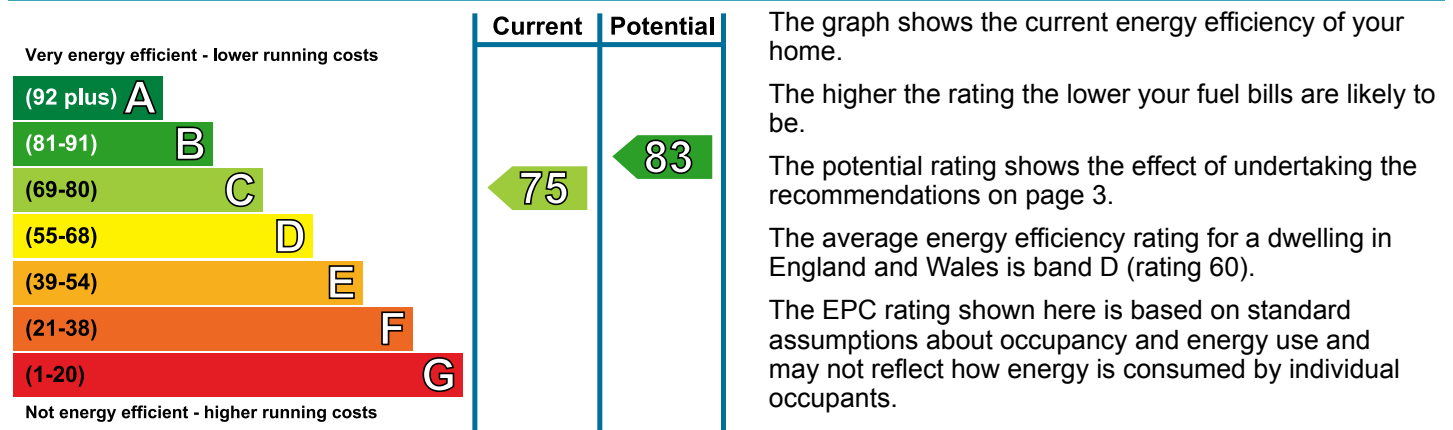 Current Potential
Very energy efficient - lower running costs
(92 plus) A
(81-91) B
(69-80) C
(55-68) D
(39-54) E
(21-38) F
(1-20) G
Not energy efficient - higher running costs
75
83
The graph shows the current energy efficiency of your
home.
The higher the rating the lower your fuel bills are likely to
be.
The potential rating shows the effect of undertaking the
recommendations on page 3.
The average energy efficiency rating for a dwelling in
England and Wales is band D (rating 60).
The EPC rating shown here is based on standard
assumptions about occupancy and energy use and
may not reflect how energy is consumed by individual
occupants.